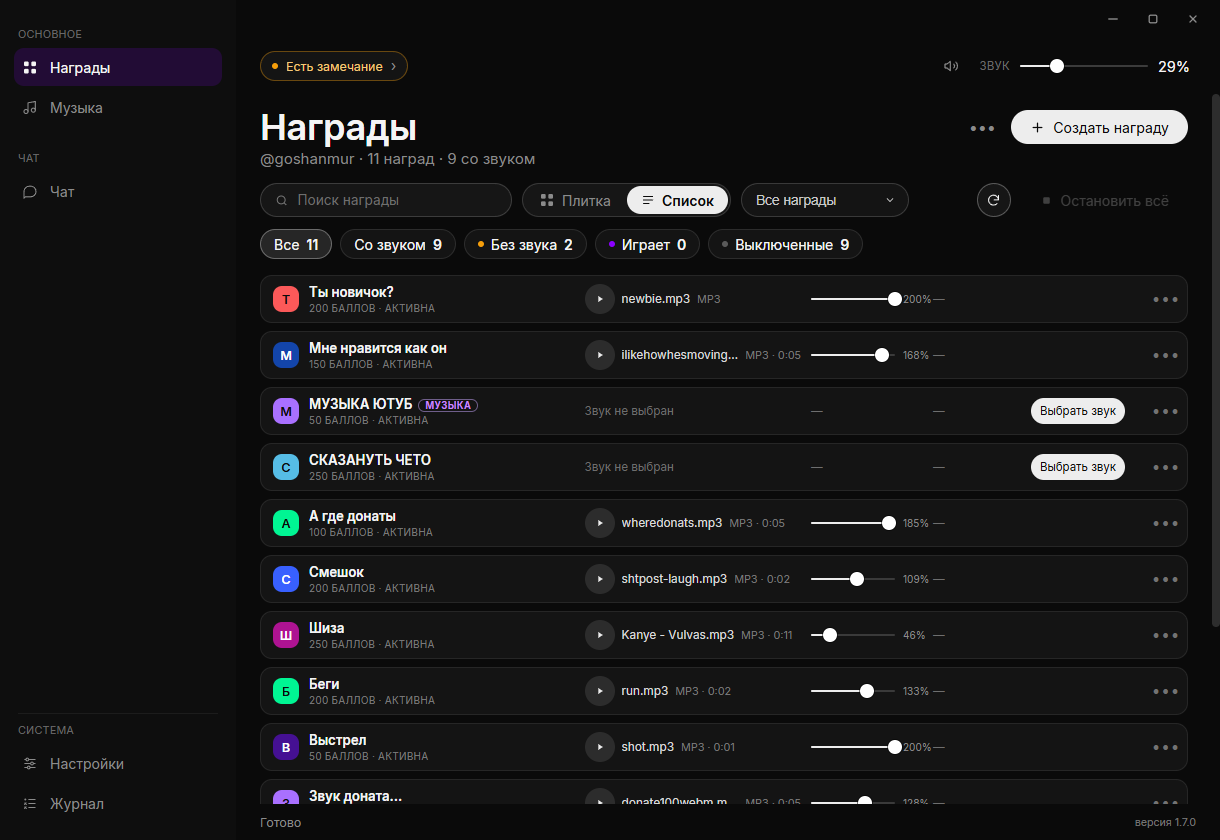 ОСНОВНОЕ
Награды
Музыка
ЧАТ
Чат
СИСТЕМА
Настройки
Журнал
Есть замечание
ЗВУК 29%
Награды
@goshanmur · 11 наград · 9 со звуком
Создать награду
Поиск награды
Плитка
Список
Все награды
Остановить всё
Все 11
Со звуком 9
Без звука 2
Играет 0
Выключенные 9
Т Ты новичок?
200 БАЛЛОВ · АКТИВНА
newbie.mp3 MP3 200% —
М Мне нравится как он
150 БАЛЛОВ · АКТИВНА
ilikehowhesmoving... MP3 · 0:05 168% —
М МУЗЫКА ЮТУБ МУЗЫКА
50 БАЛЛОВ · АКТИВНА
Звук не выбран — — Выбрать звук
С СКАЗАНУТЬ ЧЕТО
250 БАЛЛОВ · АКТИВНА
Звук не выбран — — Выбрать звук
А А где донаты
100 БАЛЛОВ · АКТИВНА
wheredonats.mp3 MP3 · 0:05 185% —
С Смешок
200 БАЛЛОВ · АКТИВНА
shtpost-laugh.mp3 MP3 · 0:02 109% —
Ш Шиза
250 БАЛЛОВ · АКТИВНА
Kanye - Vulvas.mp3 MP3 · 0:11 46% —
Б Беги
200 БАЛЛОВ · АКТИВНА
run.mp3 MP3 · 0:02 133% —
В Выстрел
50 БАЛЛОВ · АКТИВНА
shot.mp3 MP3 · 0:01 200% —
З Звук доната...
donate100webm.m... MP3 · 0:05 128% —
Готово
версия 1.7.0